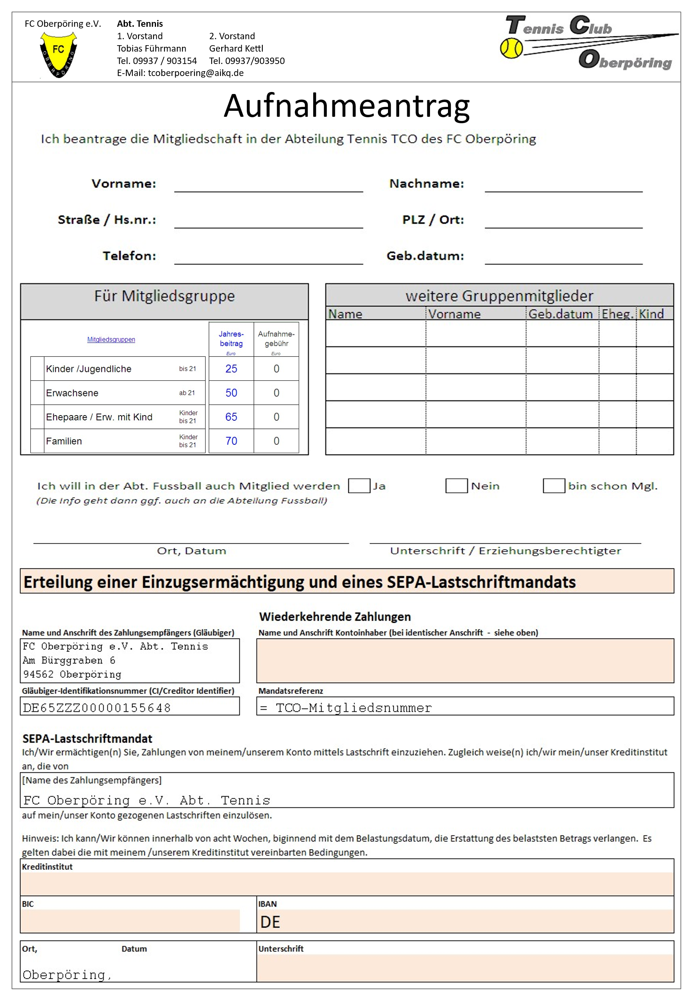 FC Oberpöring e.V.
FC
OBERPÖRING
Abt. Tennis
1. Vorstand 2. Vorstand
Tobias Führmann Gerhard Kettl
Tel. 09937 / 903154 Tel. 09937/903950
E-Mail: tcoberpoering@aikq.de
Tennis Club
Oberpöring
Aufnahmeantrag
Ich beantrage die Mitgliedschaft in der Abteilung Tennis TCO des FC Oberpöring
Vorname: Nachname:
Straße / Hs.nr.: PLZ / Ort:
Telefon: Geb.datum:
Für Mitgliedsgruppe
Mitgliedsgruppen Jahres-beitrag Euro Aufnahme-gebühr Euro
Kinder /Jugendliche bis 21 25 0
Erwachsene ab 21 50 0
Ehepaare / Erw. mit Kind Kinder bis 21 65 0
Familien Kinder bis 21 70 0
weitere Gruppenmitglieder
Name Vorname Geb.datum Eheg. Kind
Ich will in der Abt. Fussball auch Mitglied werden Ja Nein bin schon Mgl.
(Die Info geht dann ggf. auch an die Abteilung Fussball)
Ort, Datum Unterschrift / Erziehungsberechtigter
Erteilung einer Einzugsermächtigung und eines SEPA-Lastschriftmandats
Wiederkehrende Zahlungen
Name und Anschrift des Zahlungsempfängers (Gläubiger) Name und Anschrift Kontoinhaber (bei identischer Anschrift - siehe oben)
FC Oberpöring e.V. Abt. Tennis
Am Bürggraben 6
94562 Oberpöring
Gläubiger-Identifikationsnummer (CI/Creditor Identifier) Mandatsreferenz
DE65ZZZ00000155648 = TCO-Mitgliedsnummer
SEPA-Lastschriftmandat
Ich/Wir ermächtigen(n) Sie, Zahlungen von meinem/unserem Konto mittels Lastschrift einzuziehen. Zugleich weise(n) ich/wir mein/unser Kreditinstitut
an, die von
[Name des Zahlungsempfängers]
FC Oberpöring e.V. Abt. Tennis
auf mein/unser Konto gezogenen Lastschriften einzulösen.
Hinweis: Ich kann/Wir können innerhalb von acht Wochen, biginnend mit dem Belastungsdatum, die Erstattung des belaststen Betrags verlangen. Es
gelten dabei die mit meinem /unserem Kreditinstitut vereinbarten Bedingungen.
Kreditinstitut
BIC IBAN
DE
Ort, Datum Unterschrift
Oberpöring,